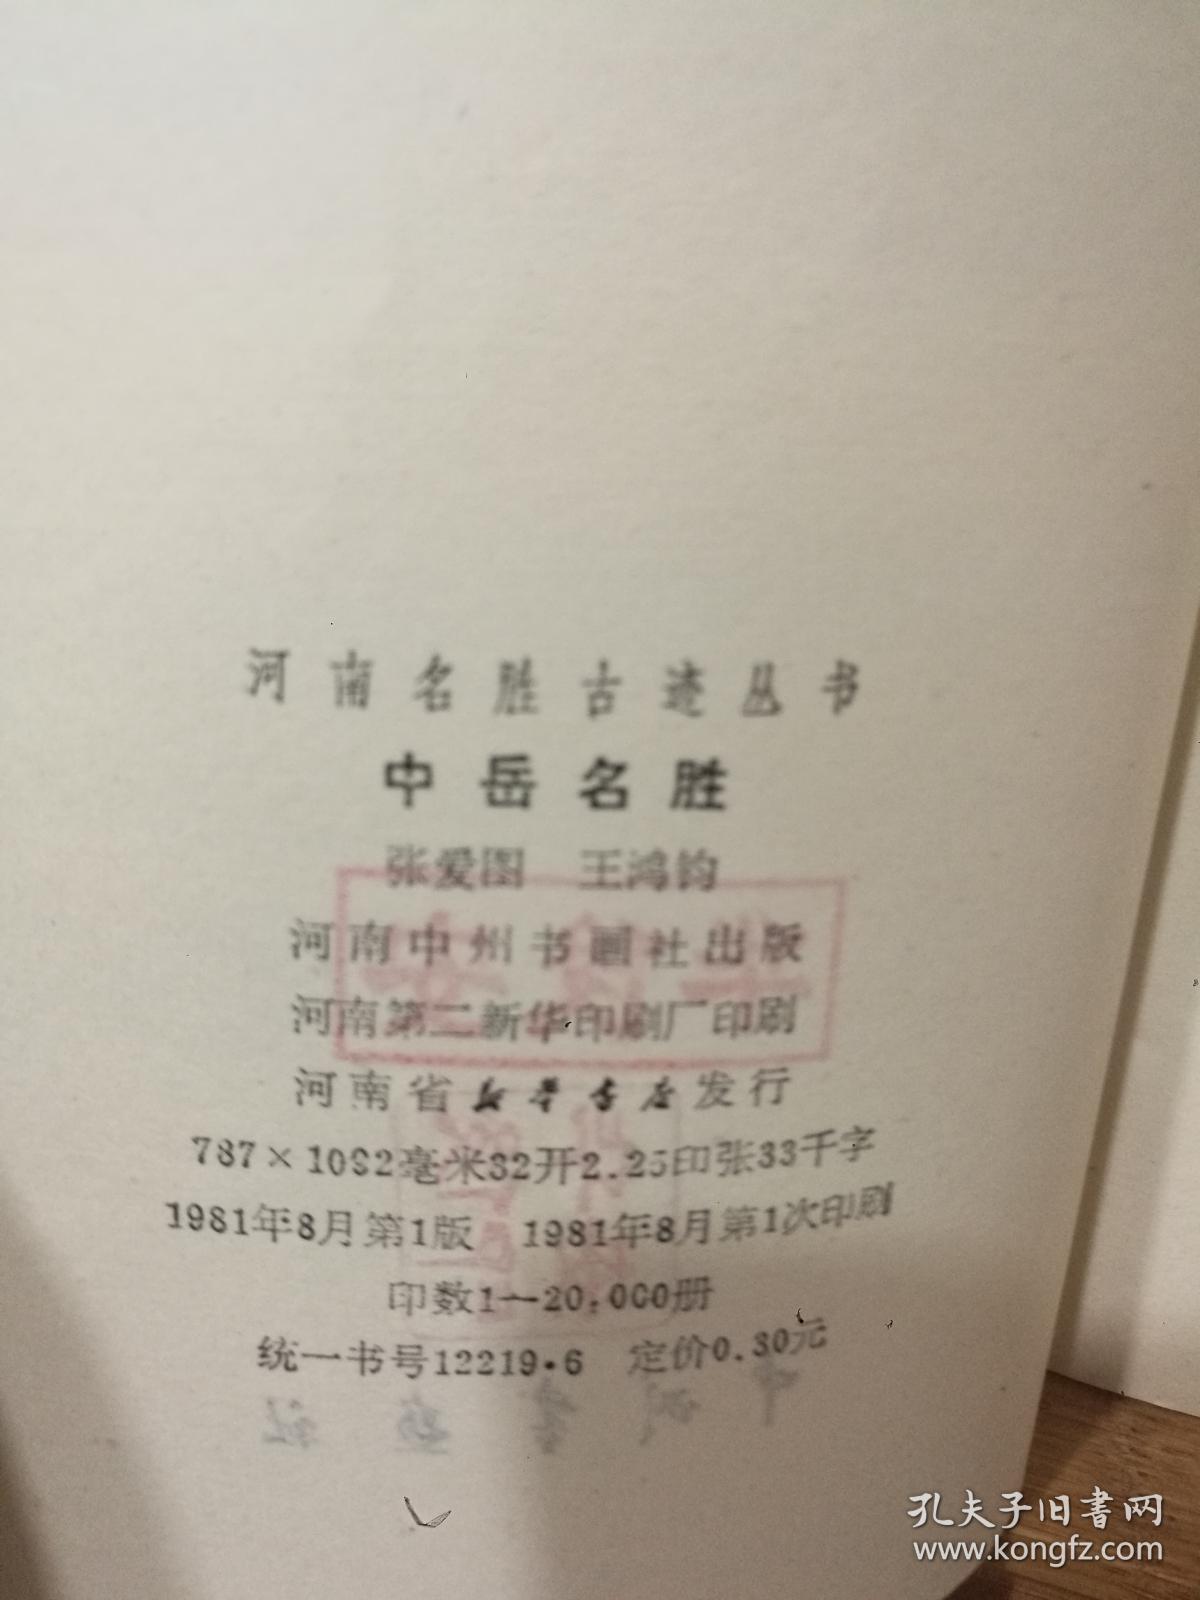 河南名胜古迹丛书
中岳名胜
张爱图 王鸿钧
河南中州书画社出版
河南第二新华印刷厂印刷
河南省新华书店发行
787×1092毫米32开2.25印张33千字
1981年8月第1版 1981年8月第1次印刷
印数1—20,000册
统一书号12219·6 定价0.30元
中州书画社
孔夫子旧书网
www.kongfz.com